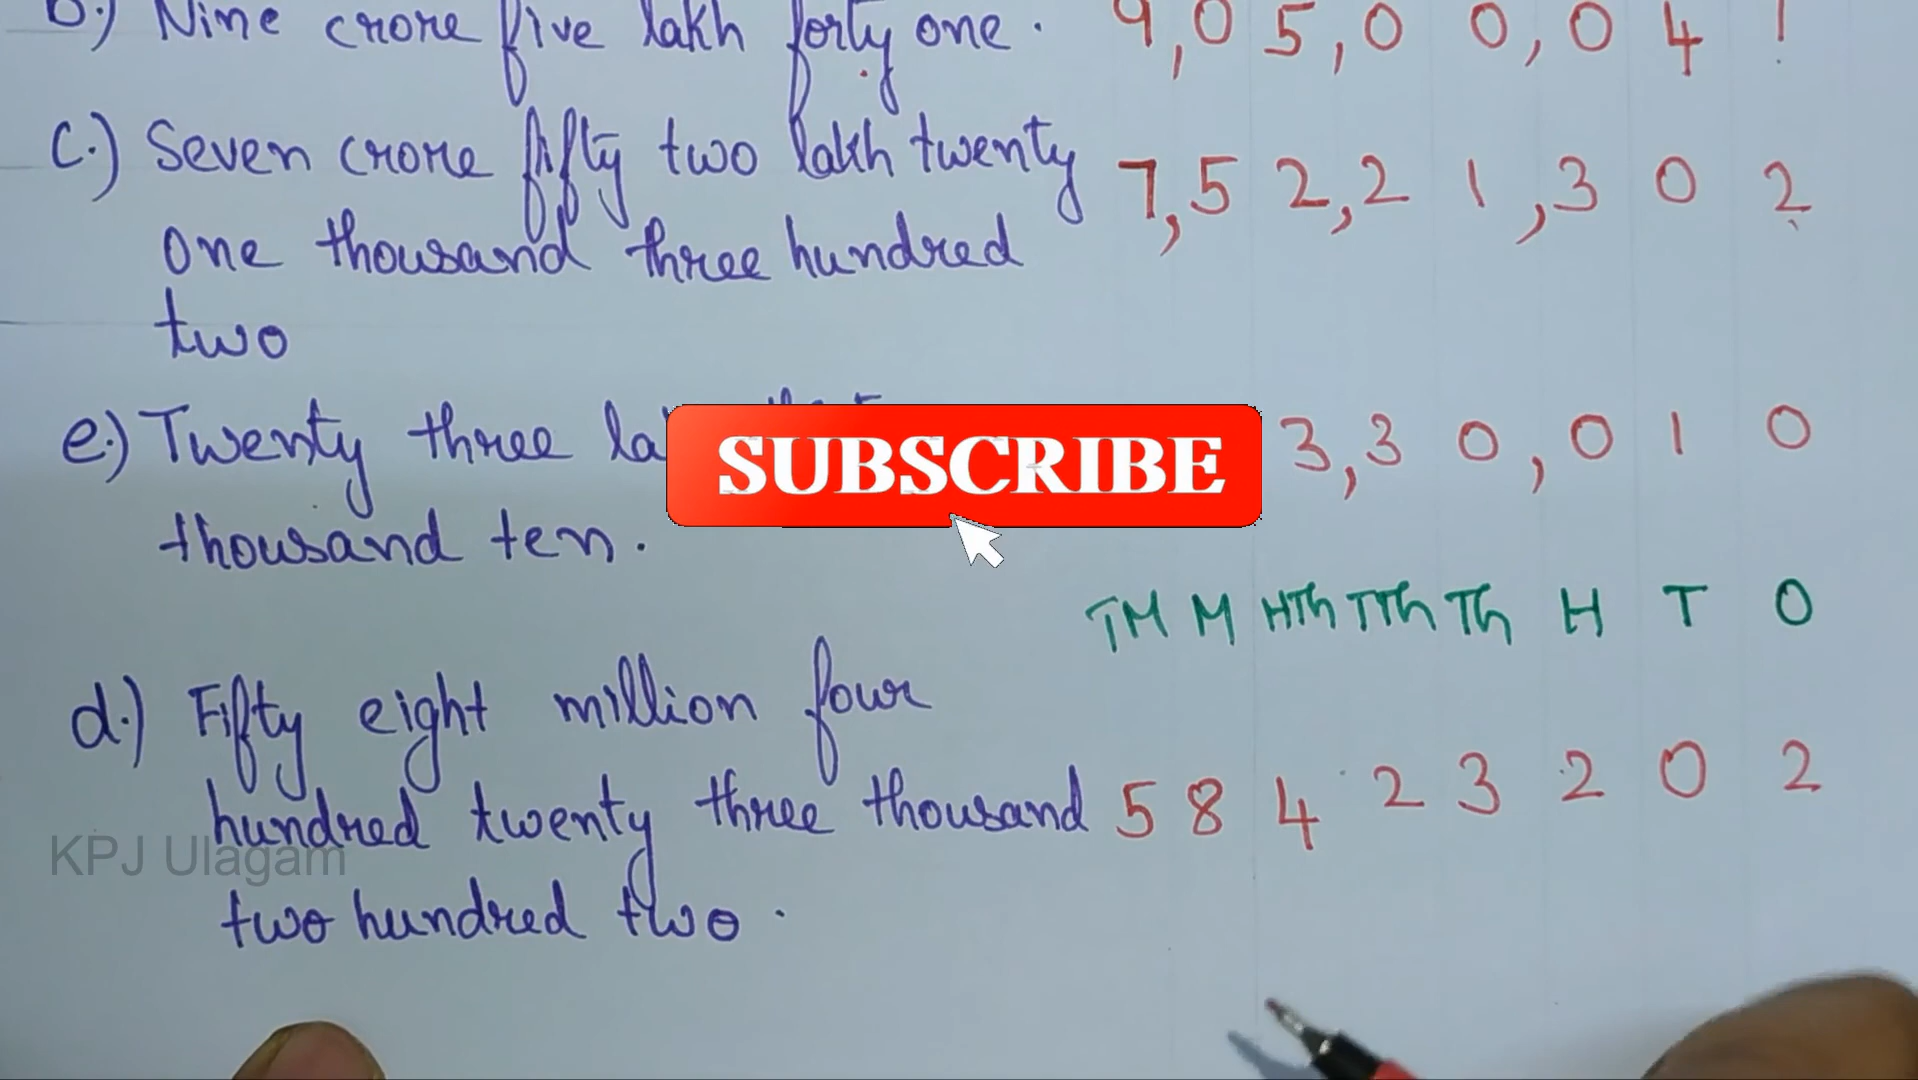 b.) Nine crore five lakh forty one. 9,05,00,041
c.) Seven crore fifty two lakh twenty 7,52,21,302
one thousand three hundred
two
e.) Twenty three 3,30,010
SUBSCRIBE
thousand ten.
TM M HTh TTh Th H T O
d.) Fifty eight million four
hundred twenty three thousand 5 8 4 2 3 2 0 2
KPJ Ulagam
two hundred two.